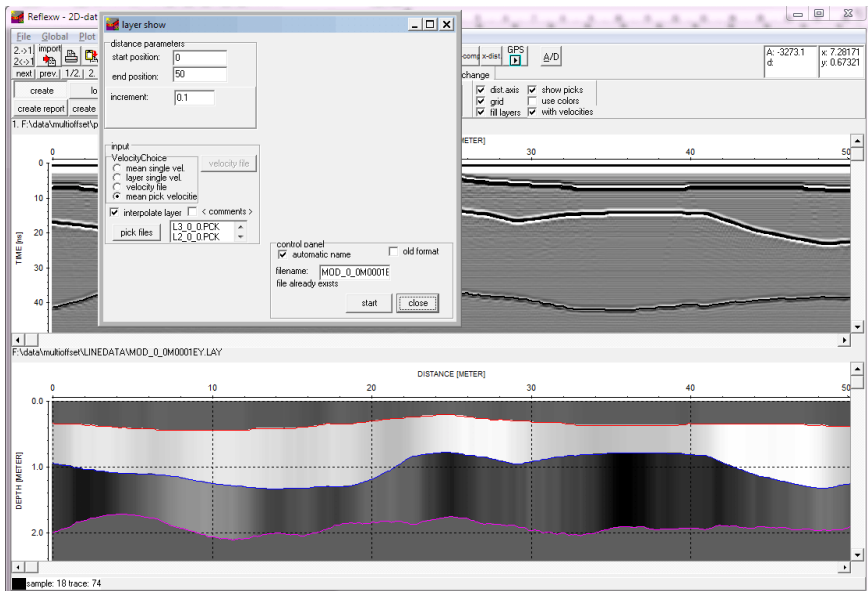 Reflexw - 2D-dat
layer show
File Global Plot
2.->1 import
2<->1
next prev. 1/2. 2.
create lo
create report create
1. F:\data\multioffset\p
distance parameters
start position: 0
end position: 50
increment: 0.1
input
VelocityChoice
mean single vel.
layer single vel.
velocity file
mean pick velocitie
velocity file
interpolate layer < comments >
pick files L3_0_0.PCK
L2_0_0.PCK
control panel
automatic name old format
filename: MOD_0_0M0001E
file already exists
start close
x-dist. GPS A/D
change
dist.axis show picks
grid use colors
fill layers with velocities
A: -3273.1 x: 7.28171
d: y: 0.67321
METER]
0 40 50
0
10
20
30
40
TIME [ns]
F:\data\multioffset\LINEDATA\MOD_0_0M0001EY.LAY
DISTANCE [METER]
0 10 20 30 40 50
0.0
1.0
2.0
DEPTH [METER]
sample: 18 trace: 74